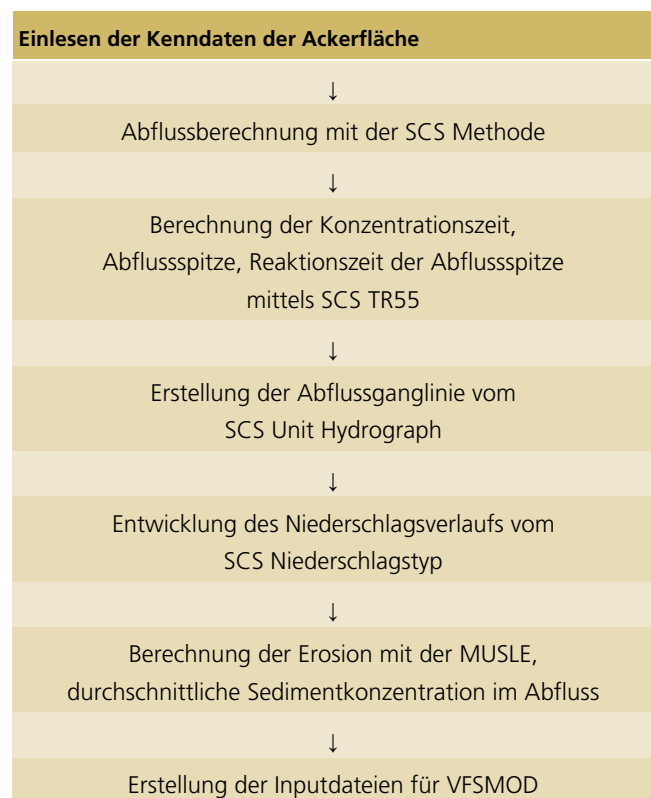 Einlesen der Kenndaten der Ackerfläche
↓
Abflussberechnung mit der SCS Methode
↓
Berechnung der Konzentrationszeit,
Abflussspitze, Reaktionszeit der Abflussspitze
mittels SCS TR55
↓
Erstellung der Abflussganglinie vom
SCS Unit Hydrograph
↓
Entwicklung des Niederschlagsverlaufs vom
SCS Niederschlagstyp
↓
Berechnung der Erosion mit der MUSLE,
durchschnittliche Sedimentkonzentration im Abfluss
↓
Erstellung der Inputdateien für VFSMOD